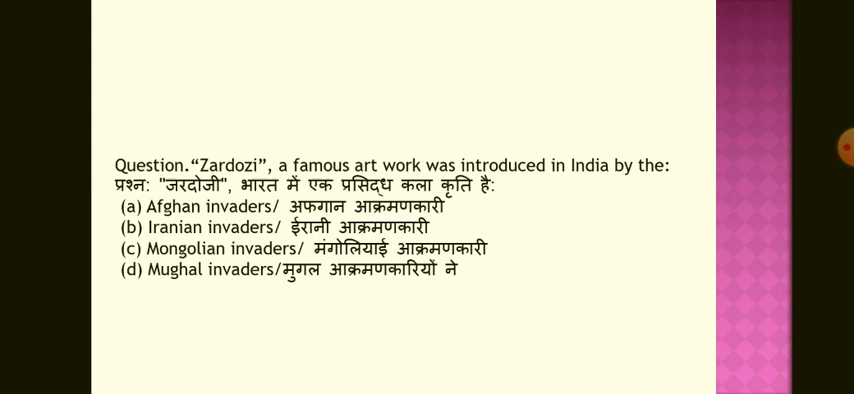 Question.“Zardozi”, a famous art work was introduced in India by the:
प्रश्न: "जरदोजी", भारत में एक प्रसिद्ध कला कृति है:
(a) Afghan invaders/ अफगान आक्रमणकारी
(b) Iranian invaders/ ईरानी आक्रमणकारी
(c) Mongolian invaders/ मंगोलियाई आक्रमणकारी
(d) Mughal invaders/मुगल आक्रमणकारियों ने